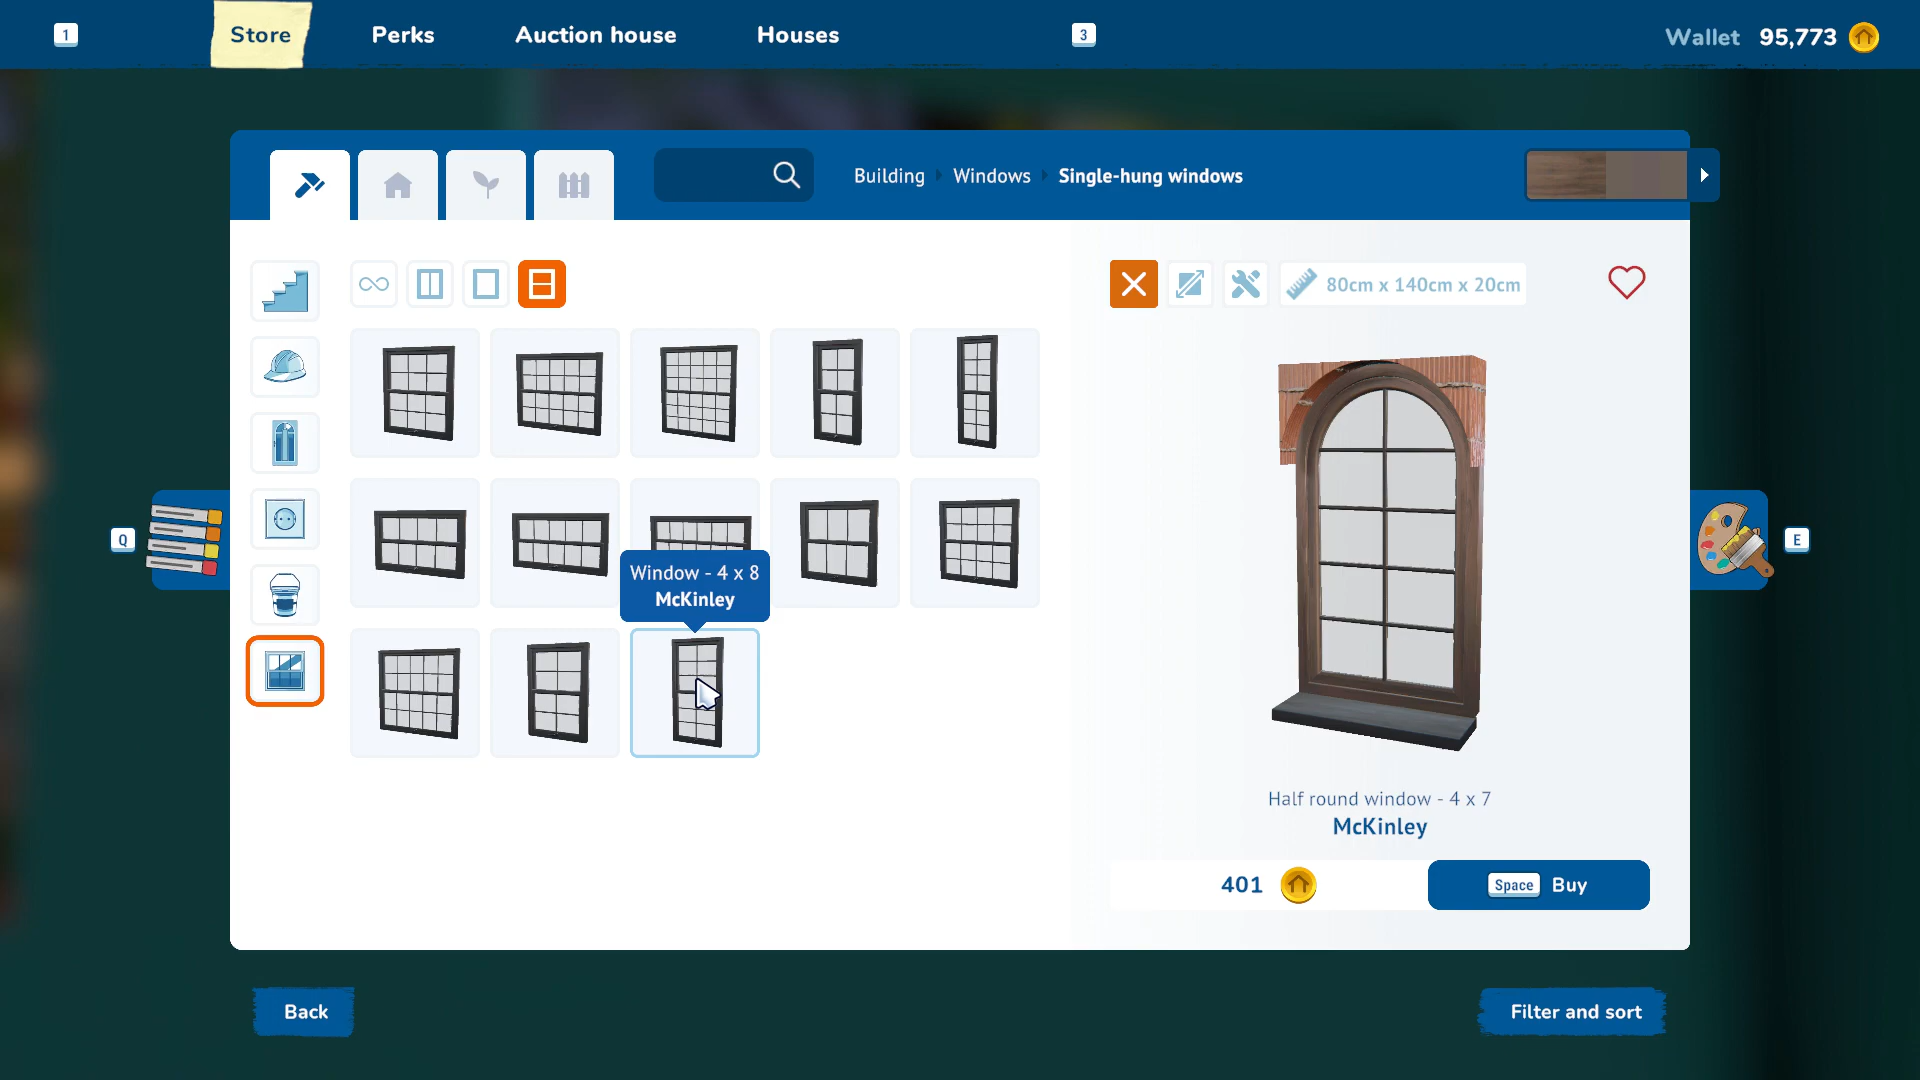 1
Store
Perks
Auction house
Houses
3
Wallet 95,773
Building Windows Single-hung windows
80cm x 140cm x 20cm
Q
E
Window - 4 x 8
McKinley
Half round window - 4 x 7
McKinley
401
Space Buy
Back
Filter and sort